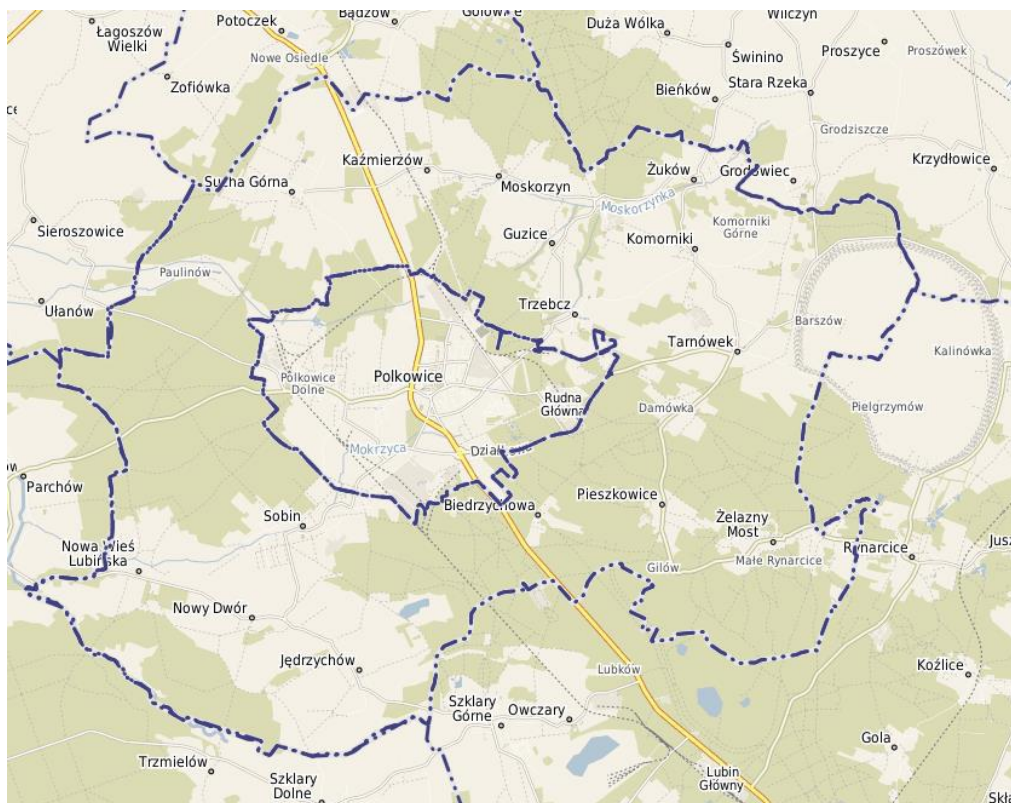 Bądzów
Potoczek
Łagoszów
Wielki
Nowe Osiedle
Zofiówka
Duża Wólka
Wilczyn
Świnino
Proszyce
Proszówek
Bieńków
Stara Rzeka
Grodziszcze
Krzydłowice
Kaźmierzów
Sucha Górna
Moskorzyn
Żuków
Grodowiec
Moskorzynka
Sieroszowice
Guzice
Komorniki
Komorniki
Górne
Paulinów
Ułanów
Trzebcz
Barszów
Tarnówek
Kalinówka
Polkowice
Polkowice
Dolne
Rudna
Główna
Damówka
Pielgrzymów
Mokrzyca
Parchów
Biedrzychowa
Pieszkowice
Sobin
Żelazny
Most
Nowa Wieś
Lubińska
Gilów
Małe Rynarcice
Rynarcice
Nowy Dwór
Jędrzychów
Lubków
Koźlice
Szklary
Górne
Owczary
Gola
Trzmielów
Szklary
Dolne
Lubin
Główny